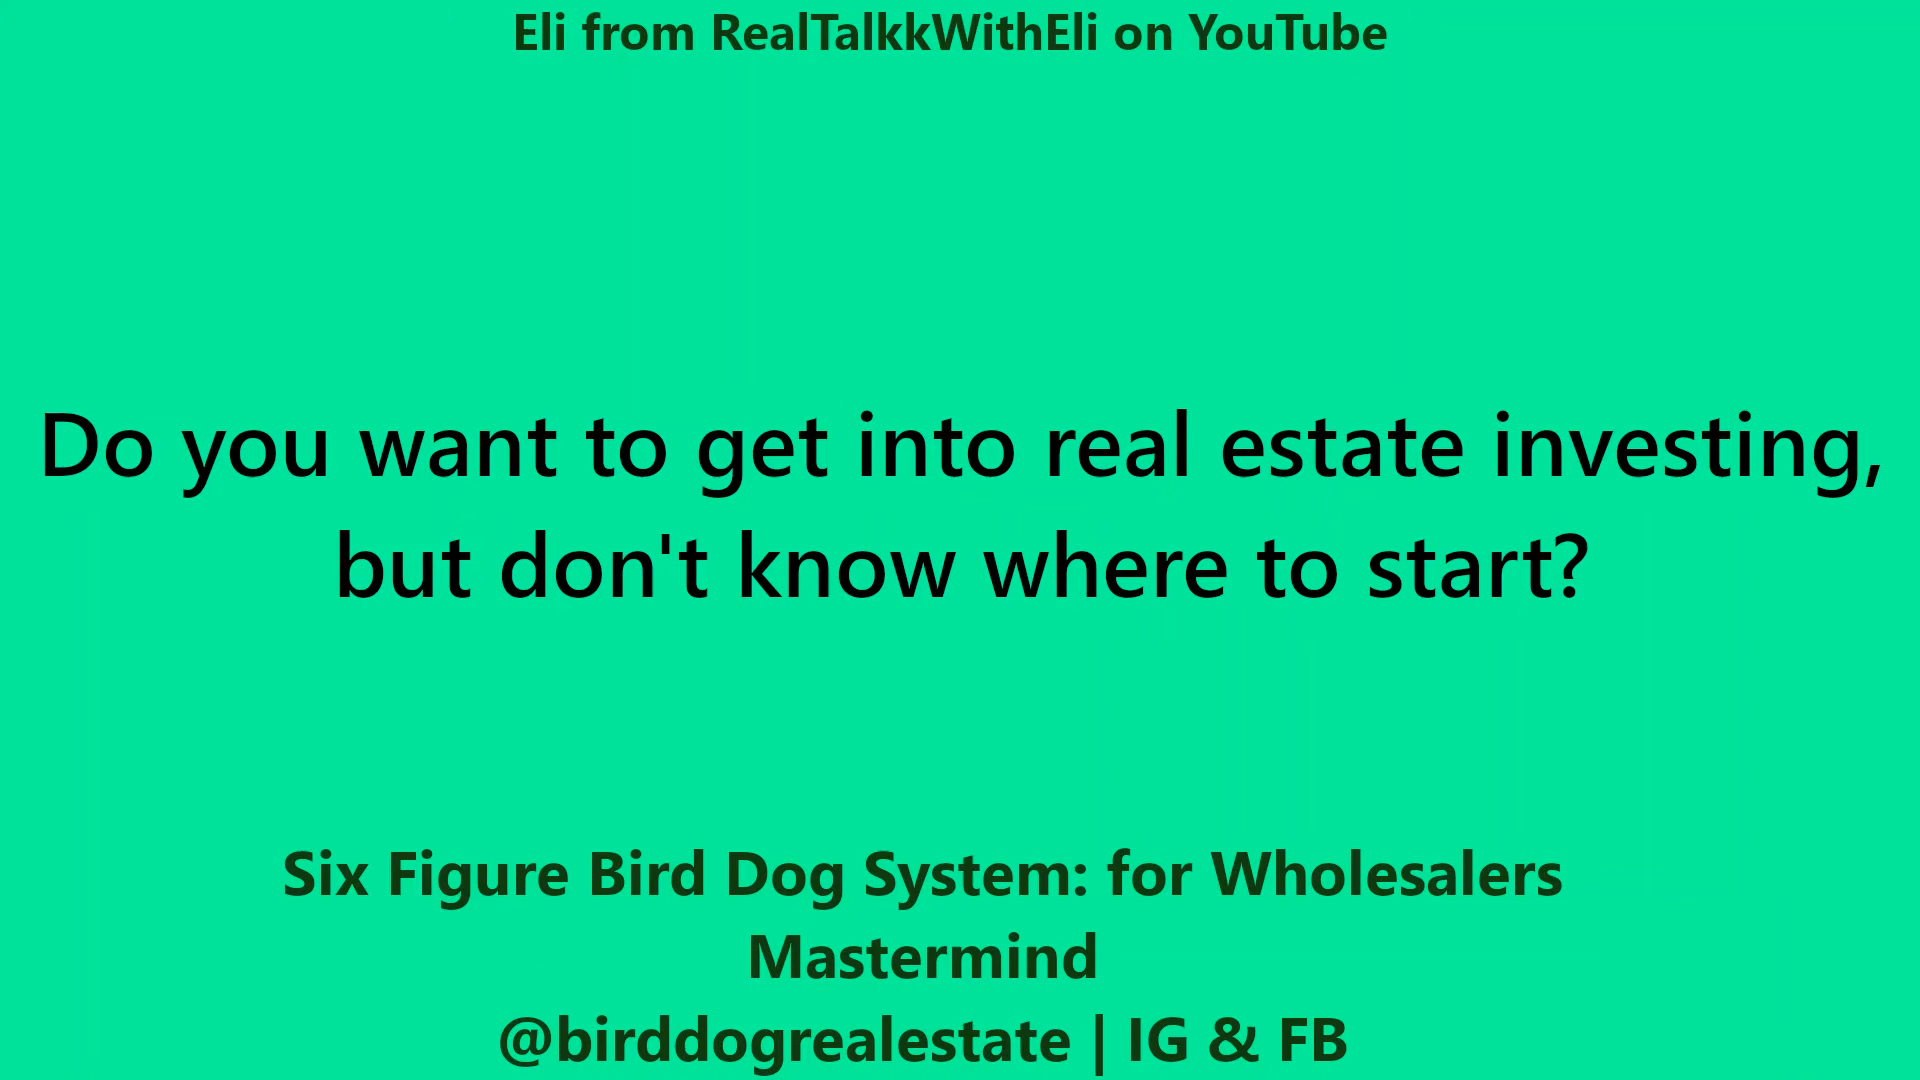 Eli from RealTalkkWithEli on YouTube
Do you want to get into real estate investing,
but don't know where to start?
Six Figure Bird Dog System: for Wholesalers
Mastermind
@birddogrealestate | IG & FB